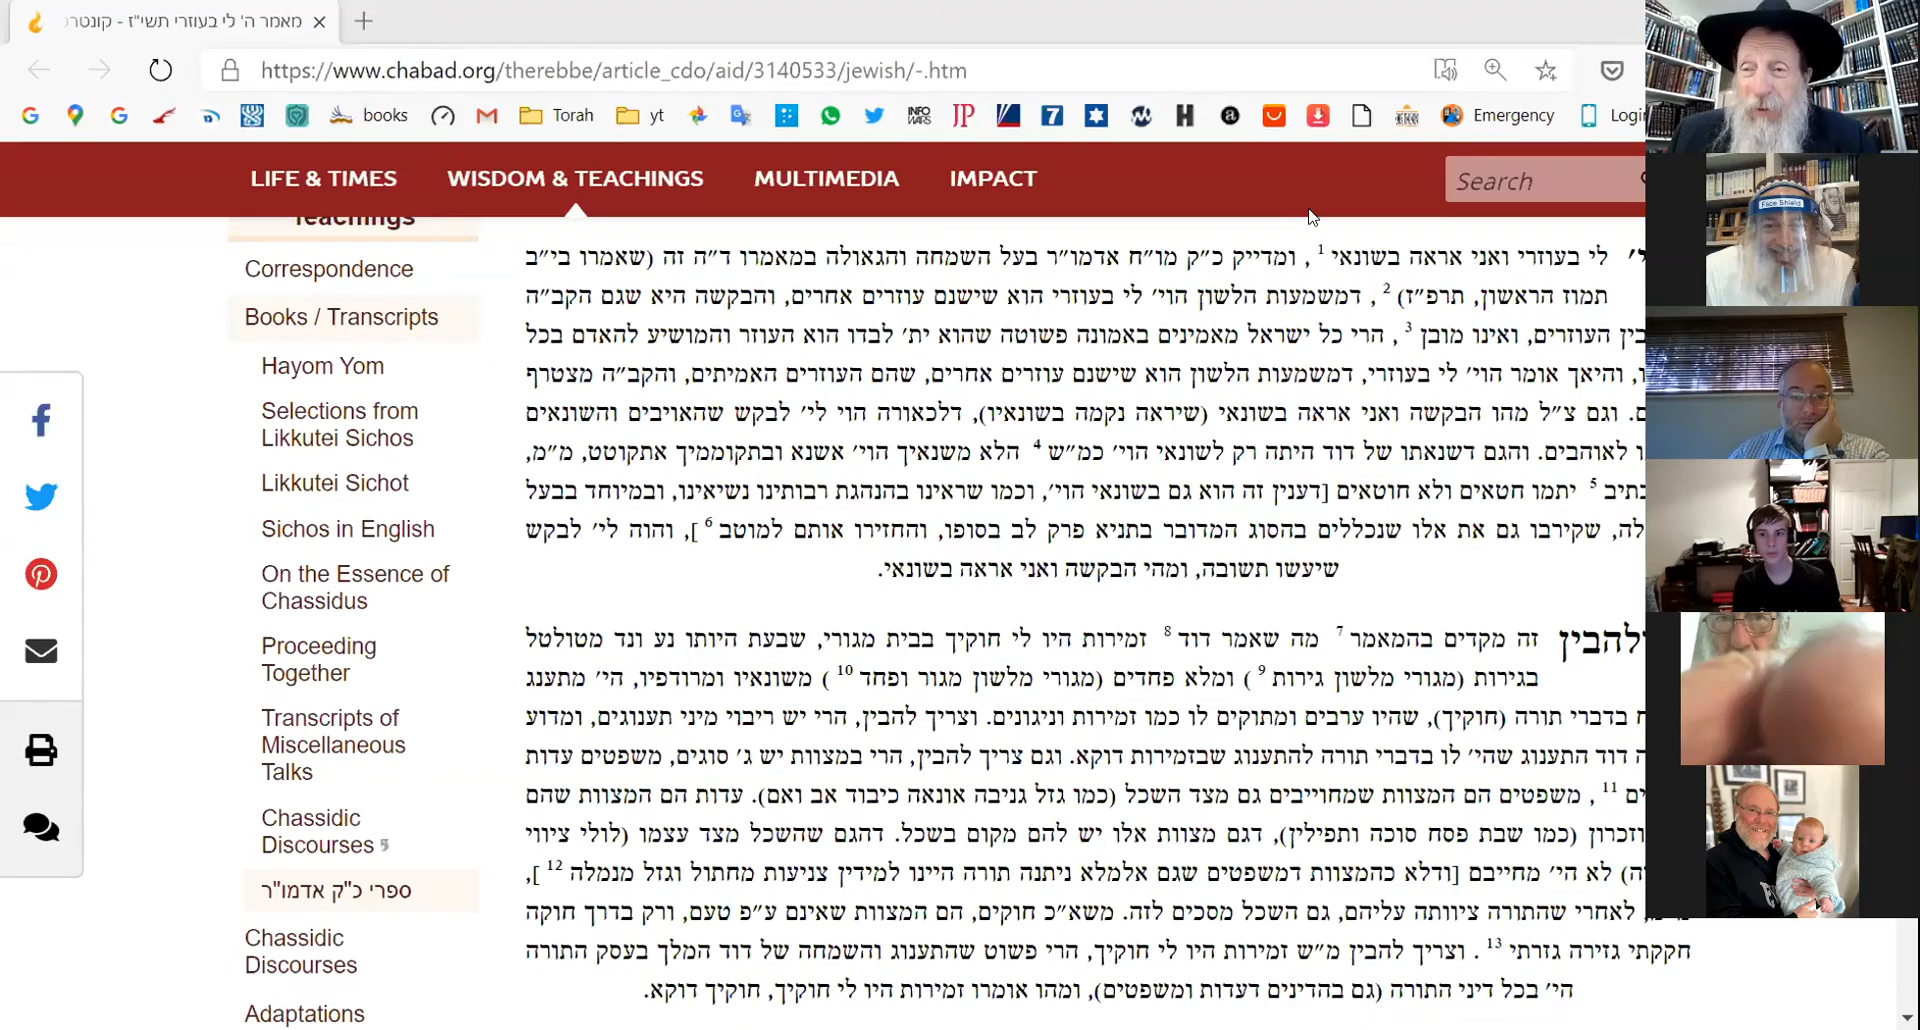 מאמר ה' לי בעוזרי תשי"ז - קונטרס
https://www.chabad.org/therebbe/article_cdo/aid/3140533/jewish/-.htm
books
Torah
yt
INFO WARS
JP
7
H
a
Emergency
Login
LIFE & TIMES
WISDOM & TEACHINGS
MULTIMEDIA
IMPACT
Search
Teachings
Correspondence
Books / Transcripts
Hayom Yom
Selections from
Likkutei Sichos
Likkutei Sichot
Sichos in English
On the Essence of
Chassidus
Proceeding
Together
Transcripts of
Miscellaneous
Talks
Chassidic
Discourses
ספרי כ"ק אדמו"ר
Chassidic
Discourses
Adaptations
לי בעוזרי ואני אראה בשונאי 1, ומדייק כ״ק מו״ח אדמו״ר בעל השמחה והגאולה במאמרו ד״ה זה (שאמרו בי״ב
תמוז הראשון, תרפ״ז) 2, דמשמעות הלשון הוי׳ לי בעוזרי הוא שישנם עוזרים אחרים, והבקשה היא שגם הקב״ה
בין העוזרים, ואינו מובן 3, הרי כל ישראל מאמינים באמונה פשוטה שהוא ית׳ לבדו הוא העוזר והמושיע להאדם בכל
, והיאך אומר הוי׳ לי בעוזרי, דמשמעות הלשון הוא שישנם עוזרים אחרים, שהם העוזרים האמיתים, והקב״ה מצטרף
ם. וגם צ״ל מהו הבקשה ואני אראה בשונאי (שיראה נקמה בשונאיו), דלכאורה הוי לי׳ לבקש שהאויבים והשונאים
ו לאוהבים. והגם דשנאתו של דוד היתה רק לשונאי הוי׳ כמ״ש 4 הלא משנאיך הוי׳ אשנא ובתקוממיך אתקוטט, מ״מ,
כתיב 5 יתמו חטאים ולא חוטאים [דענין זה הוא גם בשונאי הוי׳, וכמו שראינו בהנהגת רבותינו נשיאינו, ובמיוחד בבעל
לה, שקירבו גם את אלו שנכללים בהסוג המדובר בתניא פרק לב בסופו, והחזירו אותם למוטב 6], והוה לי׳ לבקש
שיעשו תשובה, ומהי הבקשה ואני אראה בשונאי.
ולהבין זה מקדים בהמאמר 7 מה שאמר דוד 8 זמירות היו לי חוקיך בבית מגורי, שבעת היותו נע ונד מטולטל
בגירות (מגורי מלשון גירות 9) ומלא פחדים (מגורי מלשון מגור ופחד 10) משונאיו ומרודפיו, הי׳ מתענג
ח בדברי תורה (חוקיך), שהיו ערבים ומתוקים לו כמו זמירות וניגונים. וצריך להבין, הרי יש ריבוי מיני תענוגים, ומדוע
ה דוד התענוג שהי׳ לו בדברי תורה להתענוג שבזמירות דוקא. וגם צריך להבין, הרי במצוות יש ג׳ סוגים, משפטים עדות
ים 11, משפטים הם המצוות שמחוייבים גם מצד השכל (כמו גזל גניבה אונאה כיבוד אב ואם). עדות הם המצוות שהם
וזכרון (כמו שבת פסח סוכה ותפילין), דגם מצוות אלו יש להם מקום בשכל. דהגם שהשכל מצד עצמו (לולי ציווי
ה) לא הי׳ מחייבם [ודלא כהמצוות דמשפטים שגם אלמלא ניתנה תורה היינו למידין צניעות מחתול וגזל מנמלה 12],
, לאחרי שהתורה ציוותה עליהם, גם השכל מסכים לזה. משא״כ חוקים, הם המצוות שאינם ע״פ טעם, ורק בדרך חוקה
חקקתי גזירה גזרתי 13. וצריך להבין מ״ש זמירות היו לי חוקיך, הרי פשוט שהתענוג והשמחה של דוד המלך בעסק התורה
הי׳ בכל דיני התורה (גם בהדינים דעדות ומשפטים), ומהו אומרו זמירות היו לי חוקיך, חוקיך דוקא.
Face Shield